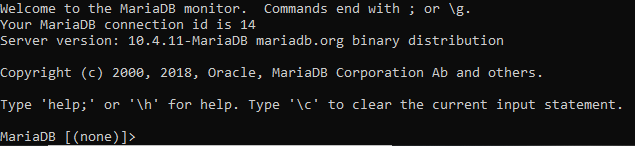 Welcome to the MariaDB monitor.  Commands end with ; or \g.
Your MariaDB connection id is 14
Server version: 10.4.11-MariaDB mariadb.org binary distribution
Copyright (c) 2000, 2018, Oracle, MariaDB Corporation Ab and others.
Type 'help;' or '\h' for help. Type '\c' to clear the current input statement.
MariaDB [(none)]>